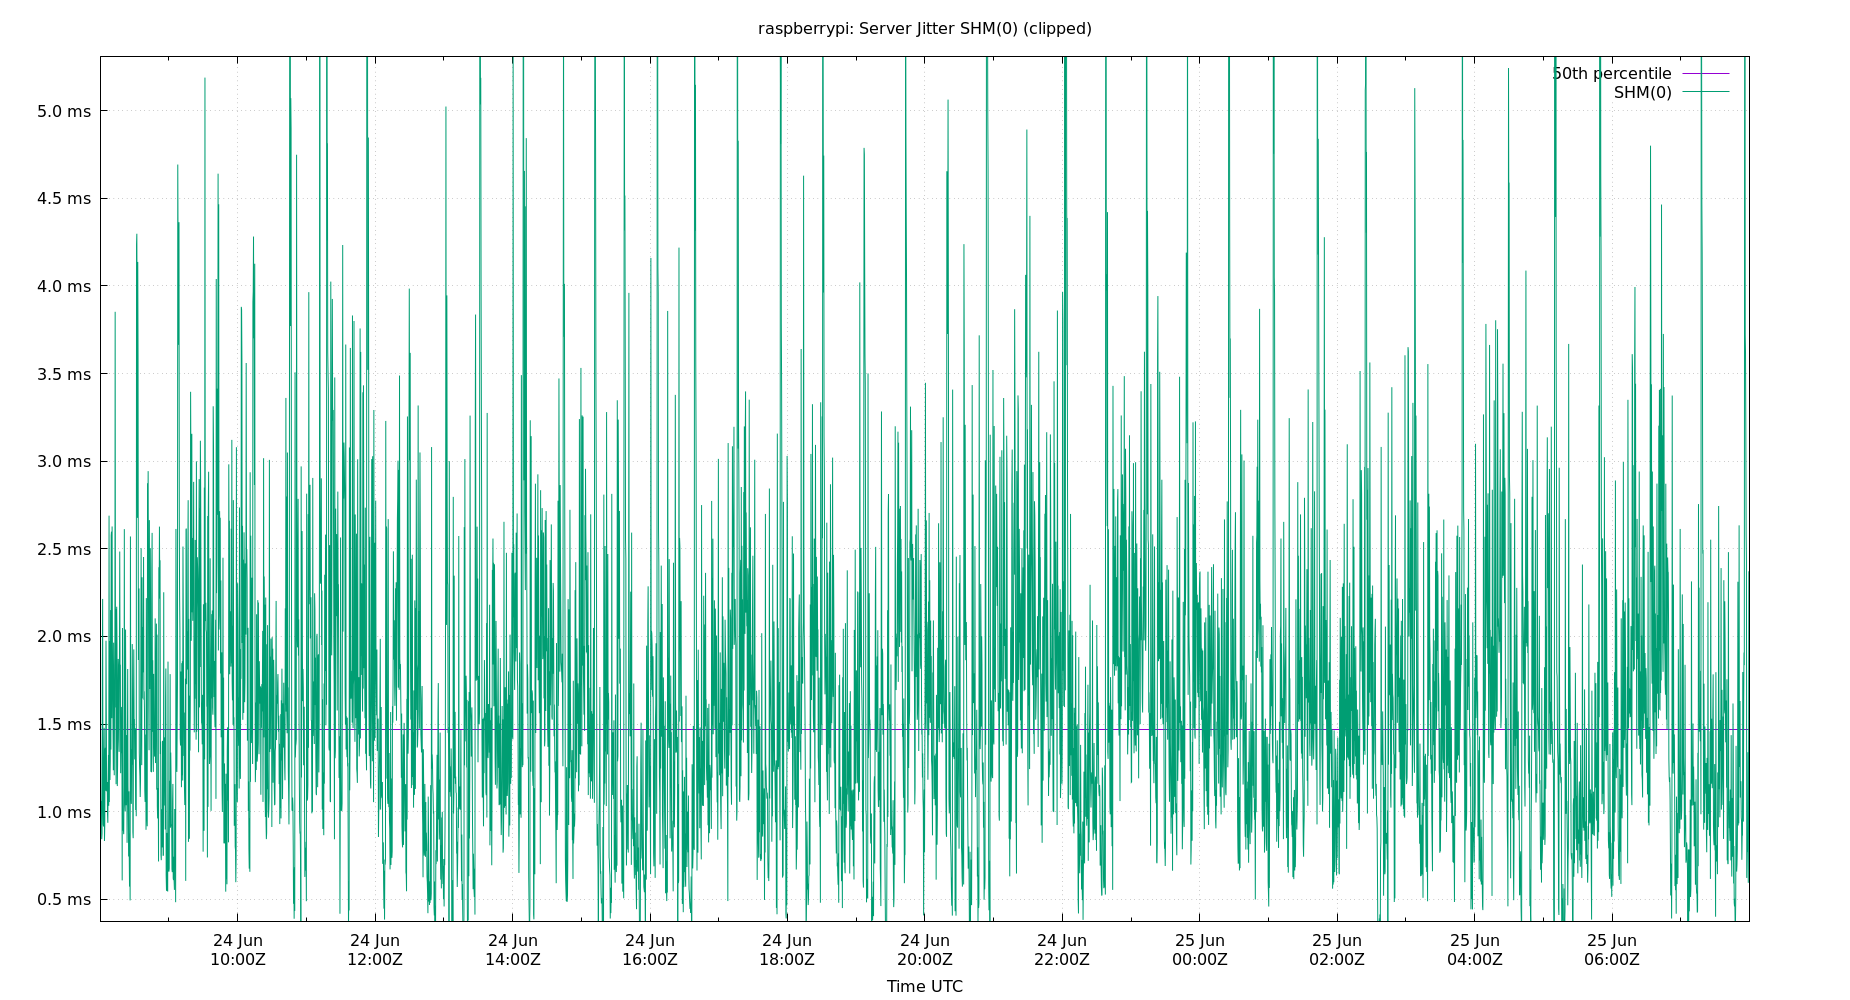 raspberrypi: Server Jitter SHM(0) (clipped)
50th percentile
SHM(0)
5.0 ms
4.5 ms
4.0 ms
3.5 ms
3.0 ms
2.5 ms
2.0 ms
1.5 ms
1.0 ms
0.5 ms
24 Jun 24 Jun 24 Jun 24 Jun 24 Jun 24 Jun 24 Jun 25 Jun 25 Jun 25 Jun 25 Jun
10:00Z 12:00Z 14:00Z 16:00Z 18:00Z 20:00Z 22:00Z 00:00Z 02:00Z 04:00Z 06:00Z
Time UTC